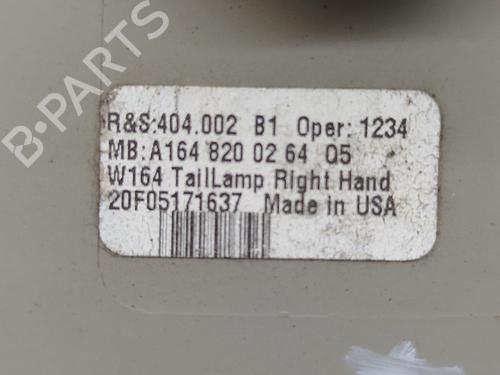 R&S:404.002 B1 Oper: 1234
MB:A164 820 02 64 Q5
W164 TailLamp Right Hand
20F05171637 Made in USA
B-PARTS